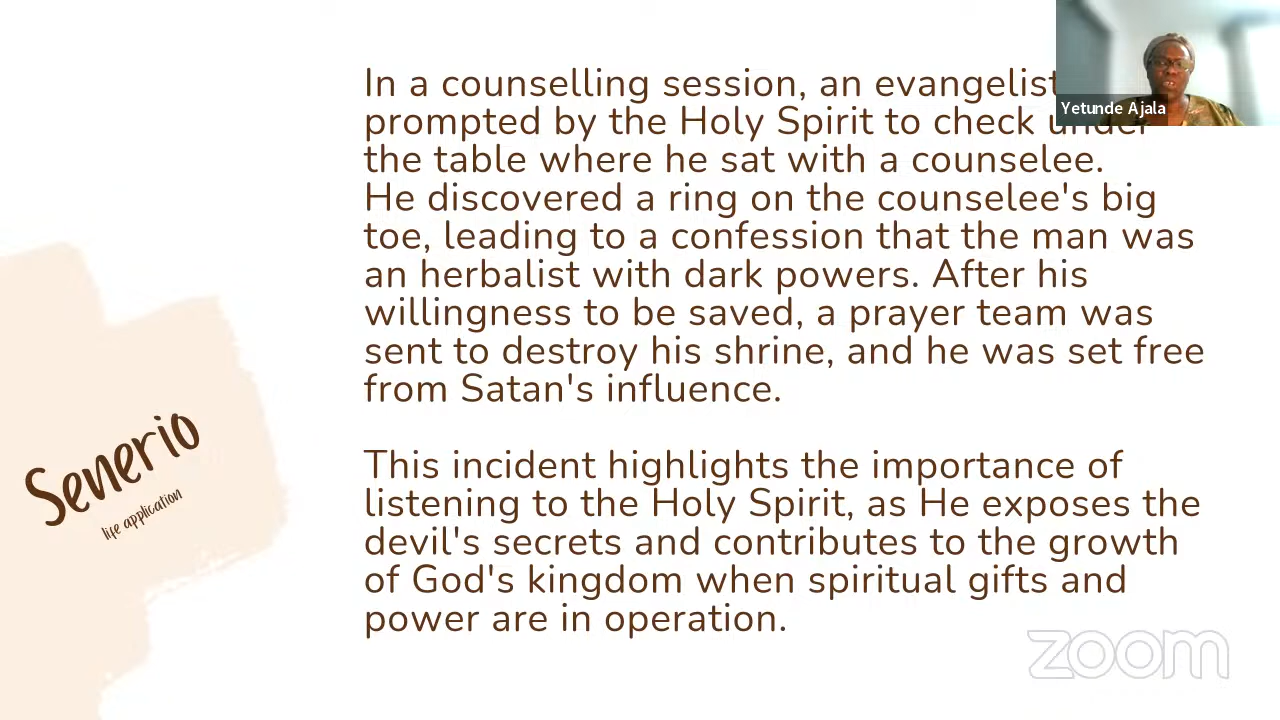 In a counselling session, an evangelist
prompted by the Holy Spirit to check under
the table where he sat with a counselee.
He discovered a ring on the counselee's big
toe, leading to a confession that the man was
an herbalist with dark powers. After his
willingness to be saved, a prayer team was
sent to destroy his shrine, and he was set free
from Satan's influence.
This incident highlights the importance of
listening to the Holy Spirit, as He exposes the
devil's secrets and contributes to the growth
of God's kingdom when spiritual gifts and
power are in operation.
Senerio
life application
Yetunde Ajala
zoom